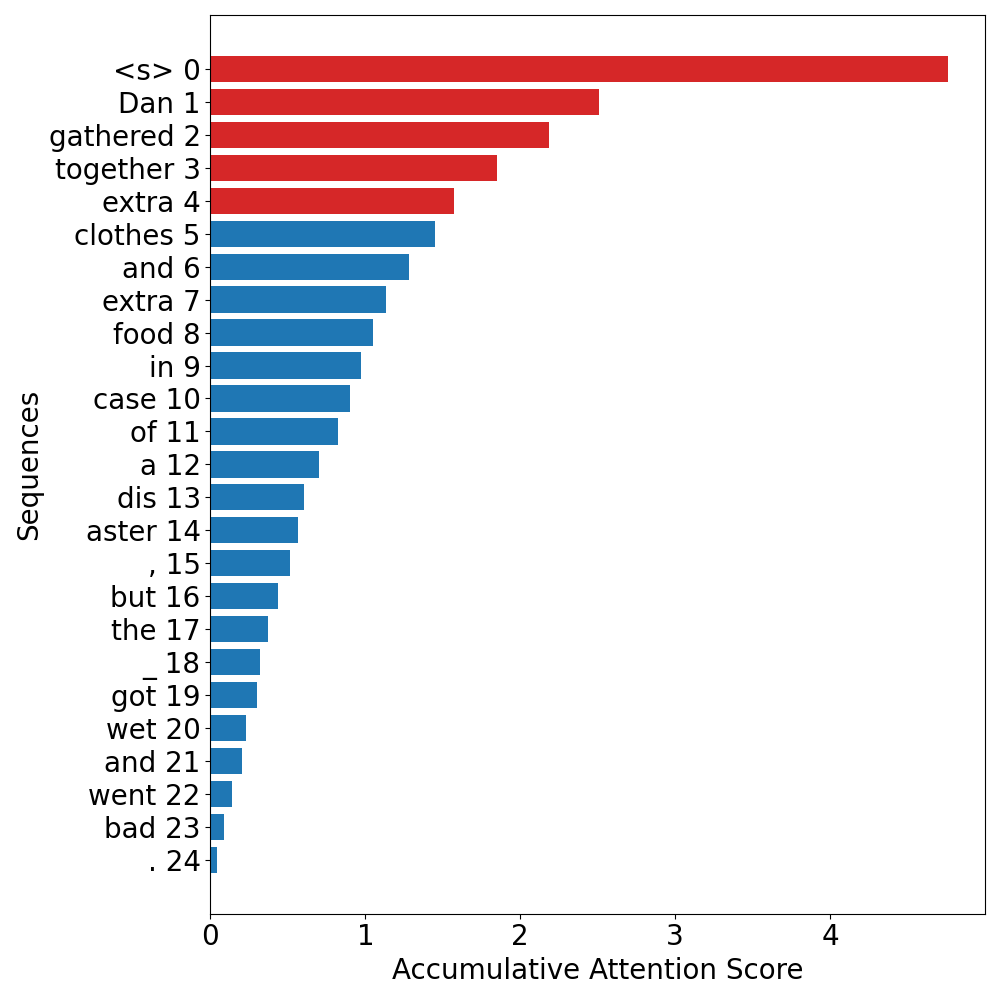 <s> 0
Dan 1
gathered 2
together 3
extra 4
clothes 5
and 6
extra 7
food 8
in 9
case 10
of 11
a 12
dis 13
aster 14
, 15
but 16
the 17
_ 18
got 19
wet 20
and 21
went 22
bad 23
. 24
Sequences
0 1 2 3 4
Accumulative Attention Score